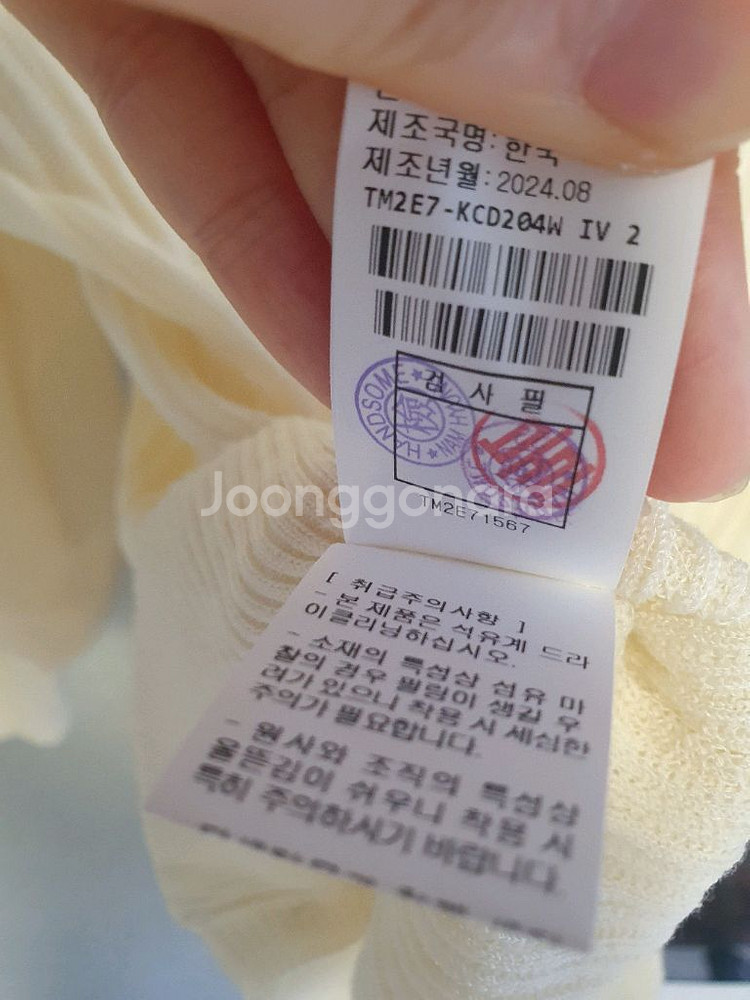 제조국명: 한국
제조년월: 2024.08
TM2E7-KCD204W IV 2
검 사 필
HANDSOME
TM2E71567
Joonggonara
[ 취급주의사항 ]
- 본 제품은 석유계 드라
이클리닝하십시오.
- 소재의 특성상 섬유 마
찰의 경우 필링이 생길 우
려가 있으니 착용 시 세심한
주의가 필요합니다.
- 원사와 조직의 특성상
올뜯김이 쉬우니 착용 시
특히 주의하시기 바랍니다.